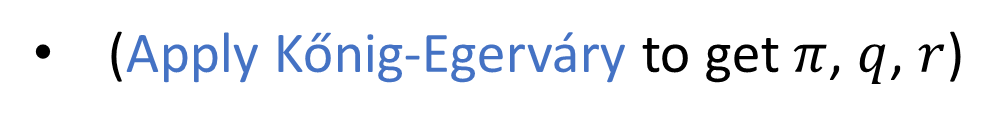 • (Apply Kőnig-Egerváry to get 𝜋, 𝑞, 𝑟)